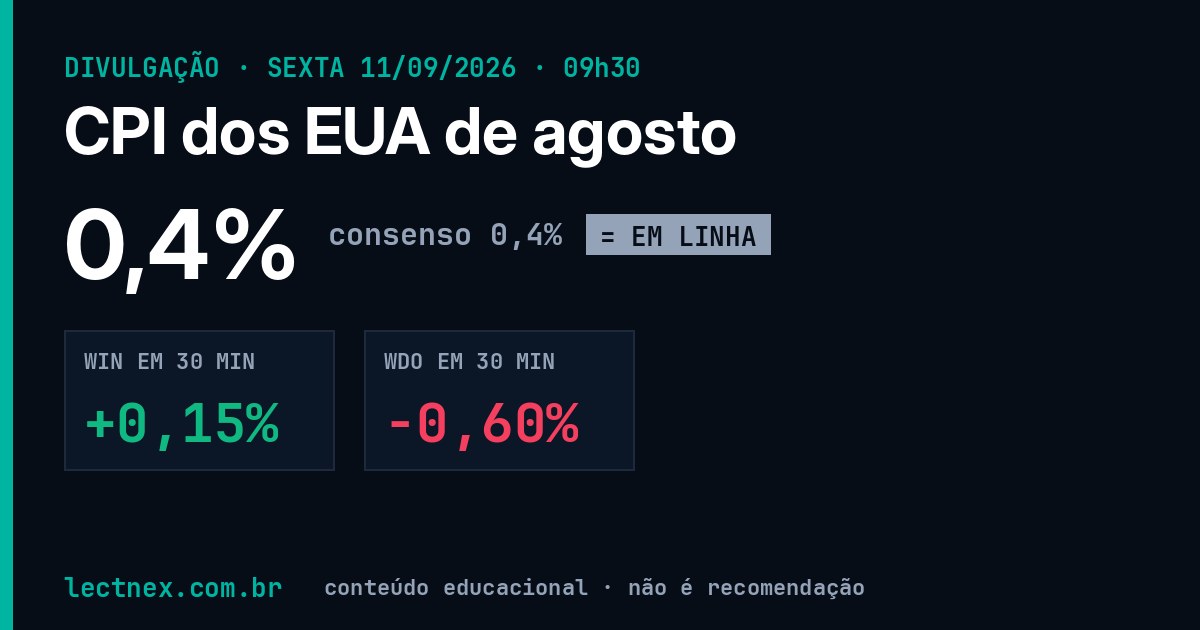 DIVULGAÇÃO · SEXTA 11/09/2026 · 09h30
CPI dos EUA de agosto
0,4% consenso 0,4% = EM LINHA
WIN EM 30 MIN
+0,15%
WDO EM 30 MIN
-0,60%
lectnex.com.br conteúdo educacional · não é recomendação